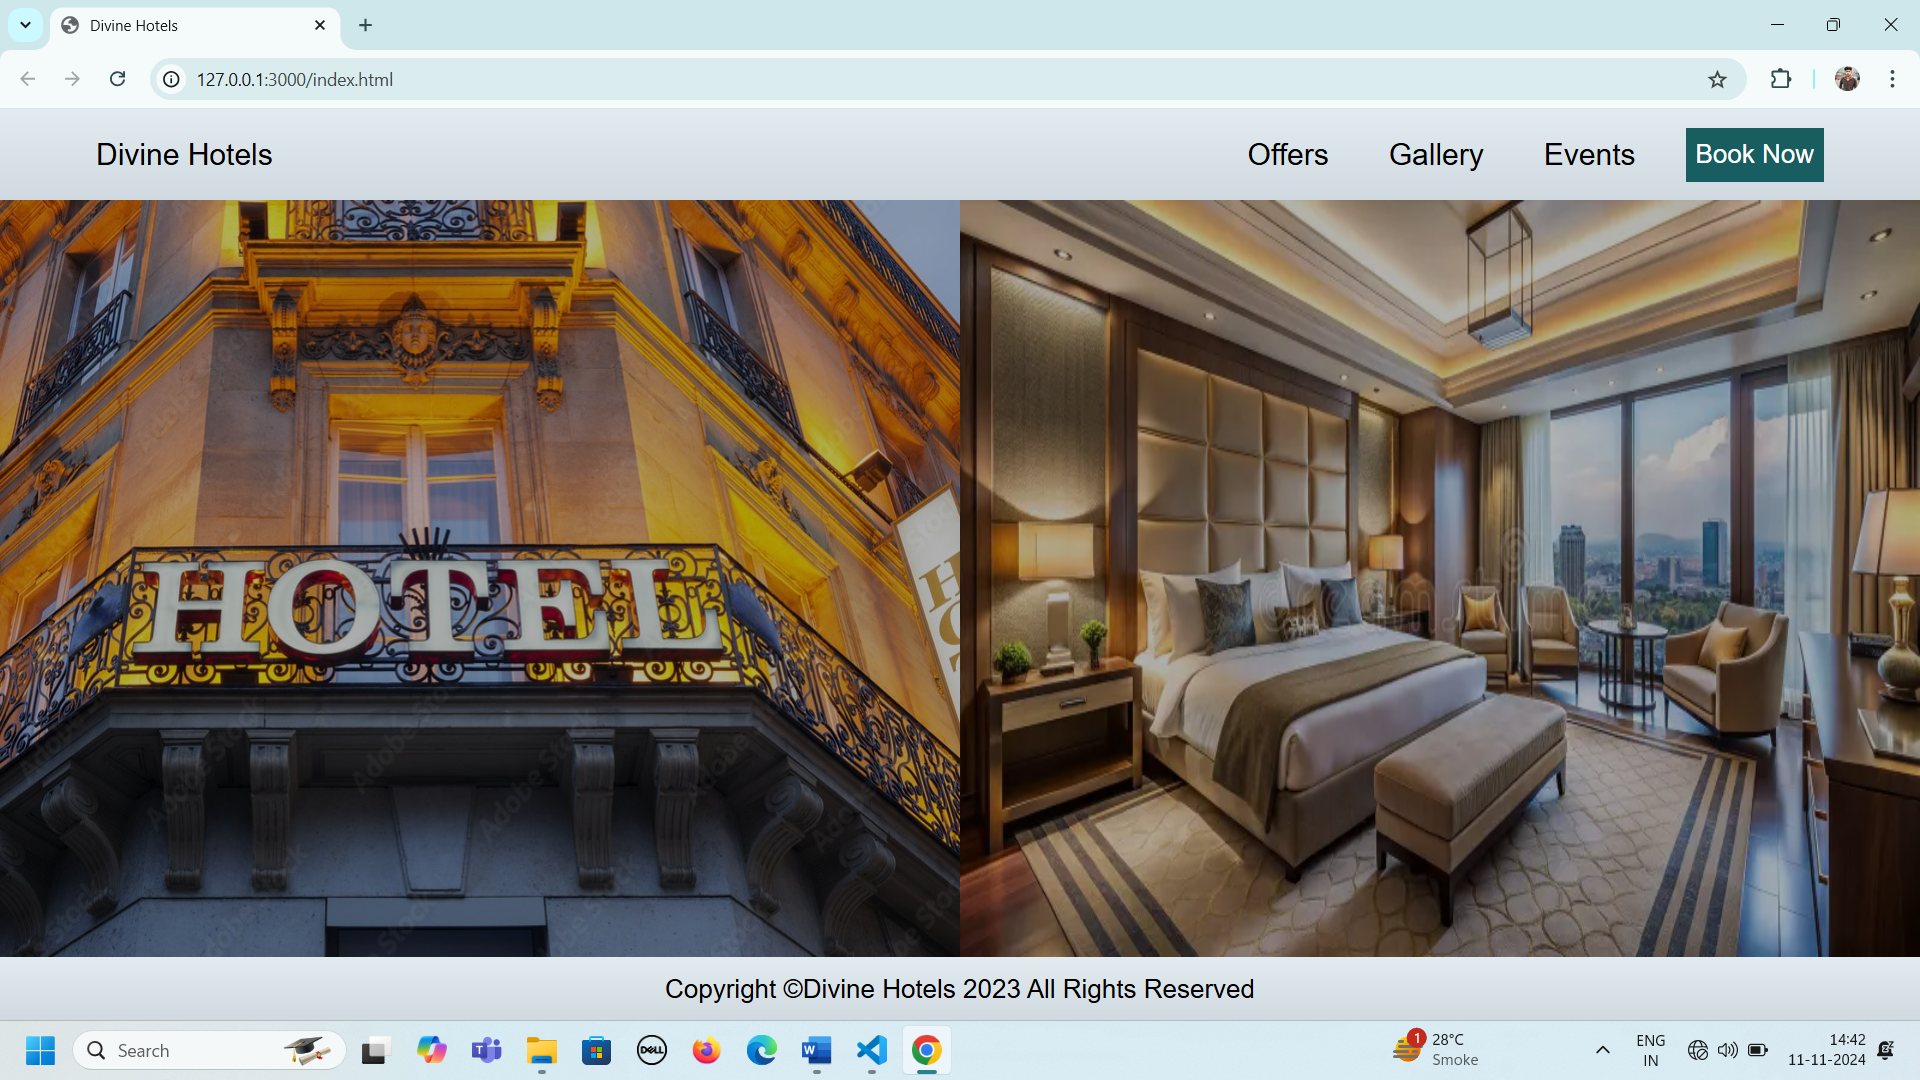 Divine Hotels
127.0.0.1:3000/index.html
Divine Hotels
Offers Gallery Events Book Now
HOTEL
Copyright ©Divine Hotels 2023 All Rights Reserved
Search
DELL
W
1
28°C
Smoke
ENG
IN
14:42
11-11-2024